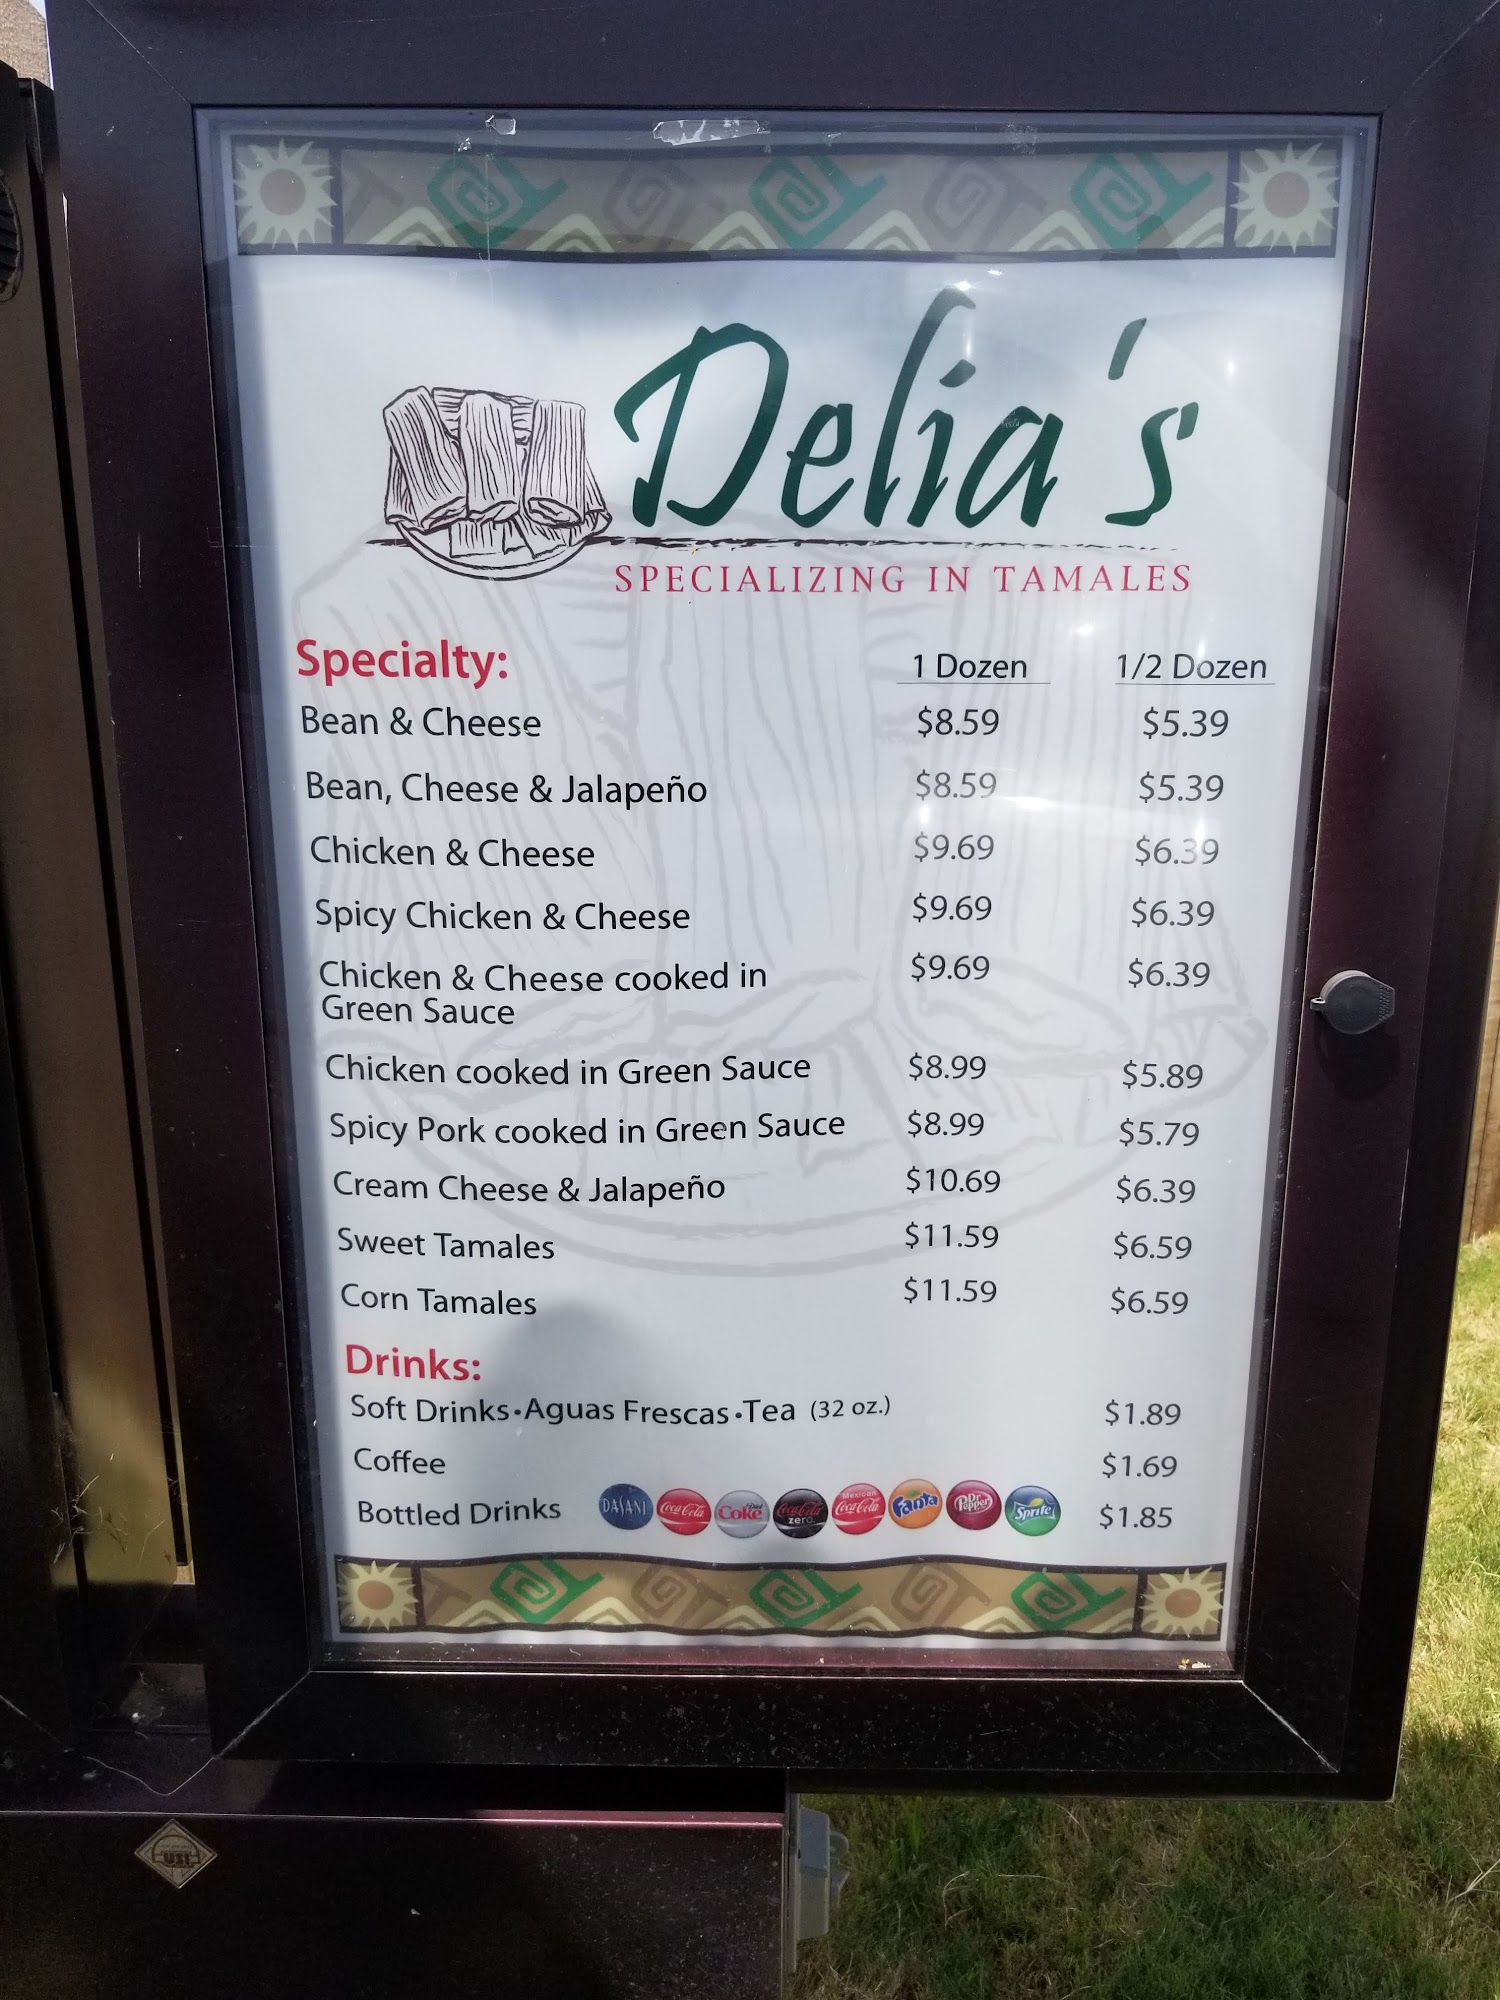 Delia's
SPECIALIZING IN TAMALES
Specialty: 1 Dozen 1/2 Dozen
Bean & Cheese $8.59 $5.39
Bean, Cheese & Jalapeño $8.59 $5.39
Chicken & Cheese $9.69 $6.39
Spicy Chicken & Cheese $9.69 $6.39
Chicken & Cheese cooked in $9.69 $6.39
Green Sauce
Chicken cooked in Green Sauce $8.99 $5.89
Spicy Pork cooked in Green Sauce $8.99 $5.79
Cream Cheese & Jalapeño $10.69 $6.39
Sweet Tamales $11.59 $6.59
Corn Tamales $11.59 $6.59
Drinks:
Soft Drinks•Aguas Frescas•Tea (32 oz.) $1.89
Coffee $1.69
Bottled Drinks DASANI Coca-Cola Diet Coke Coca-Cola zero Mexican Coca-Cola Fanta Dr Pepper Sprite $1.85